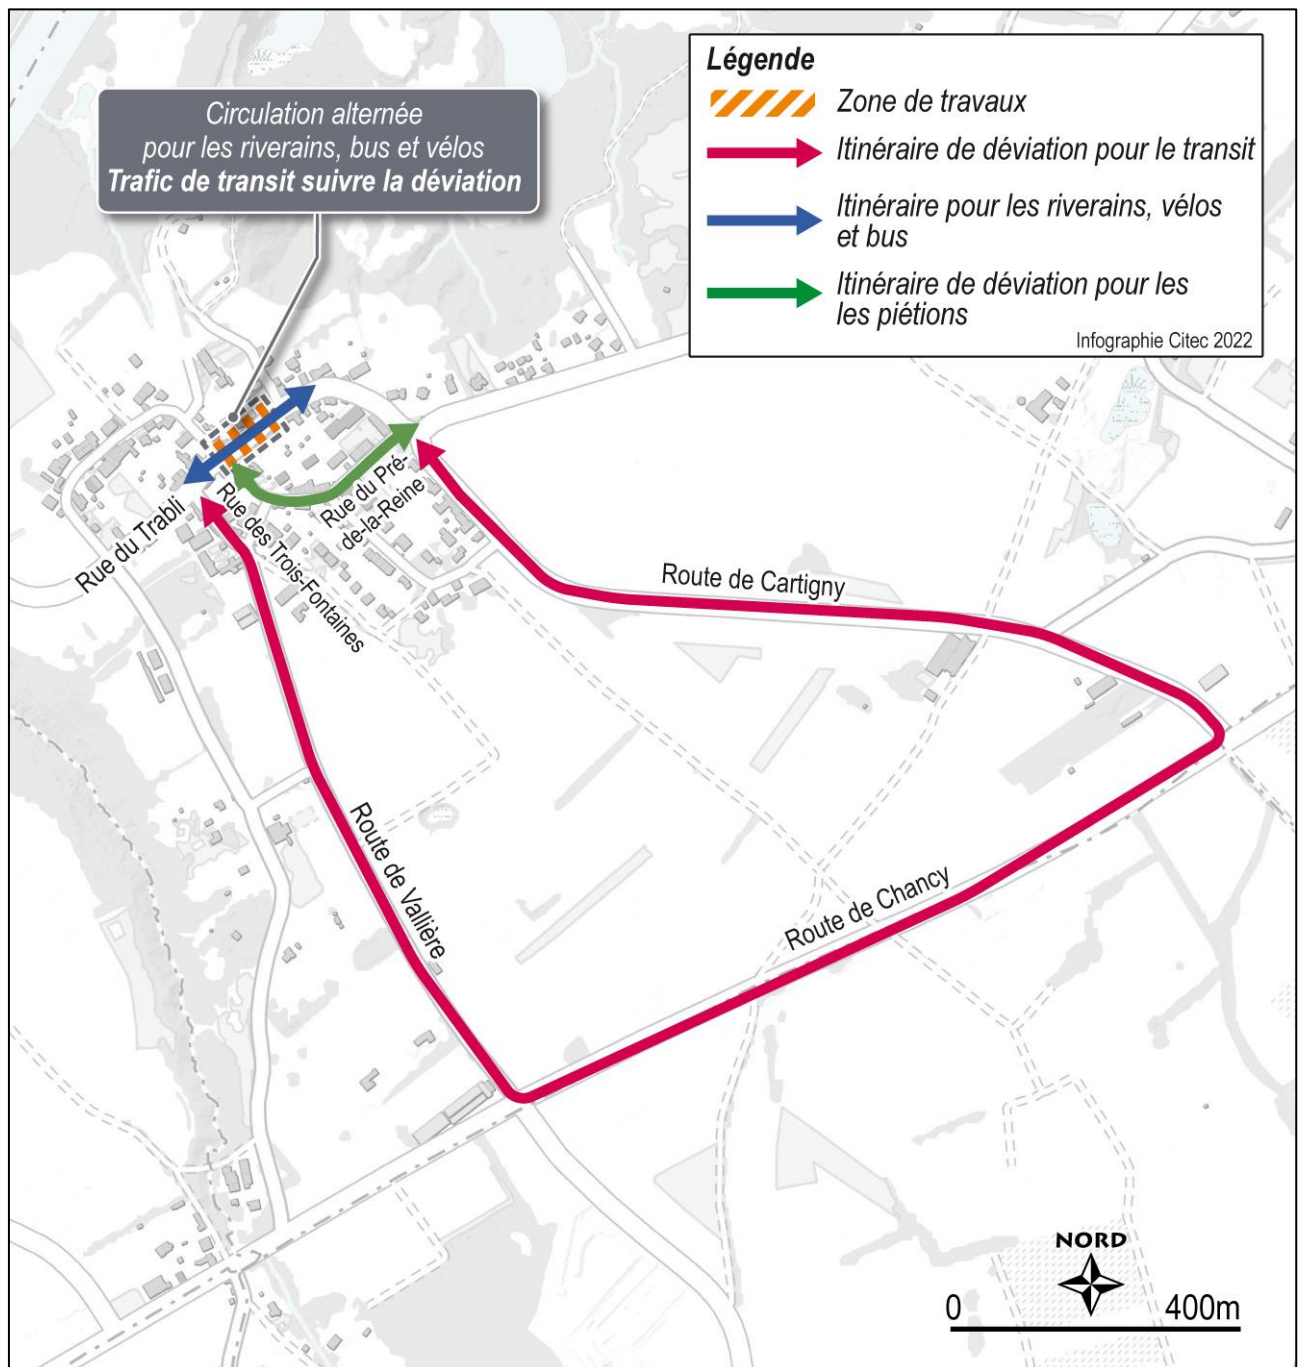 Circulation alternée
pour les riverains, bus et vélos
Trafic de transit suivre la déviation
Légende
Zone de travaux
Itinéraire de déviation pour le transit
Itinéraire pour les riverains, vélos
et bus
Itinéraire de déviation pour les
les piétions
Infographie Citec 2022
Rue du Trabli
Rue des Trois-Fontaines
Rue du Pré-
de-la-Reine
Route de Cartigny
Route de Vallière
Route de Chancy
NORD
0 400m